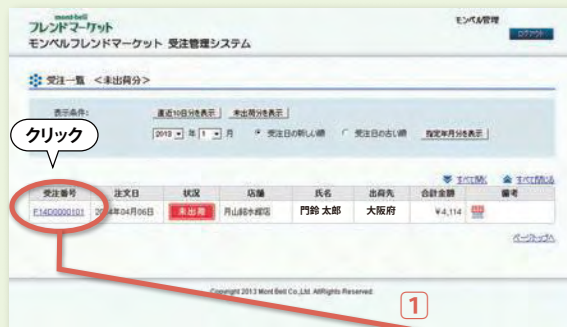 mont-bell
フレンドマーケット
モンベルフレンドマーケット 受注管理システム
モンベル管理
ログアウト
受注一覧 <未出荷分>
表示条件:
直近10日分を表示 未出荷分を表示
2013 年 1 月 受注日の新しい順 受注日の古い順 指定年月分を表示
クリック
すべて開く すべて閉じる
受注番号 注文日 状況 店舗 氏名 出荷先 合計金額 備考
F14D0000101 2014年04月06日 未出荷 月山 門鈴 太郎 大阪府 ¥4,114
ページトップへ
Copyright 2013 Mont Bell Co.,Ltd. AllRights Reserved.
1